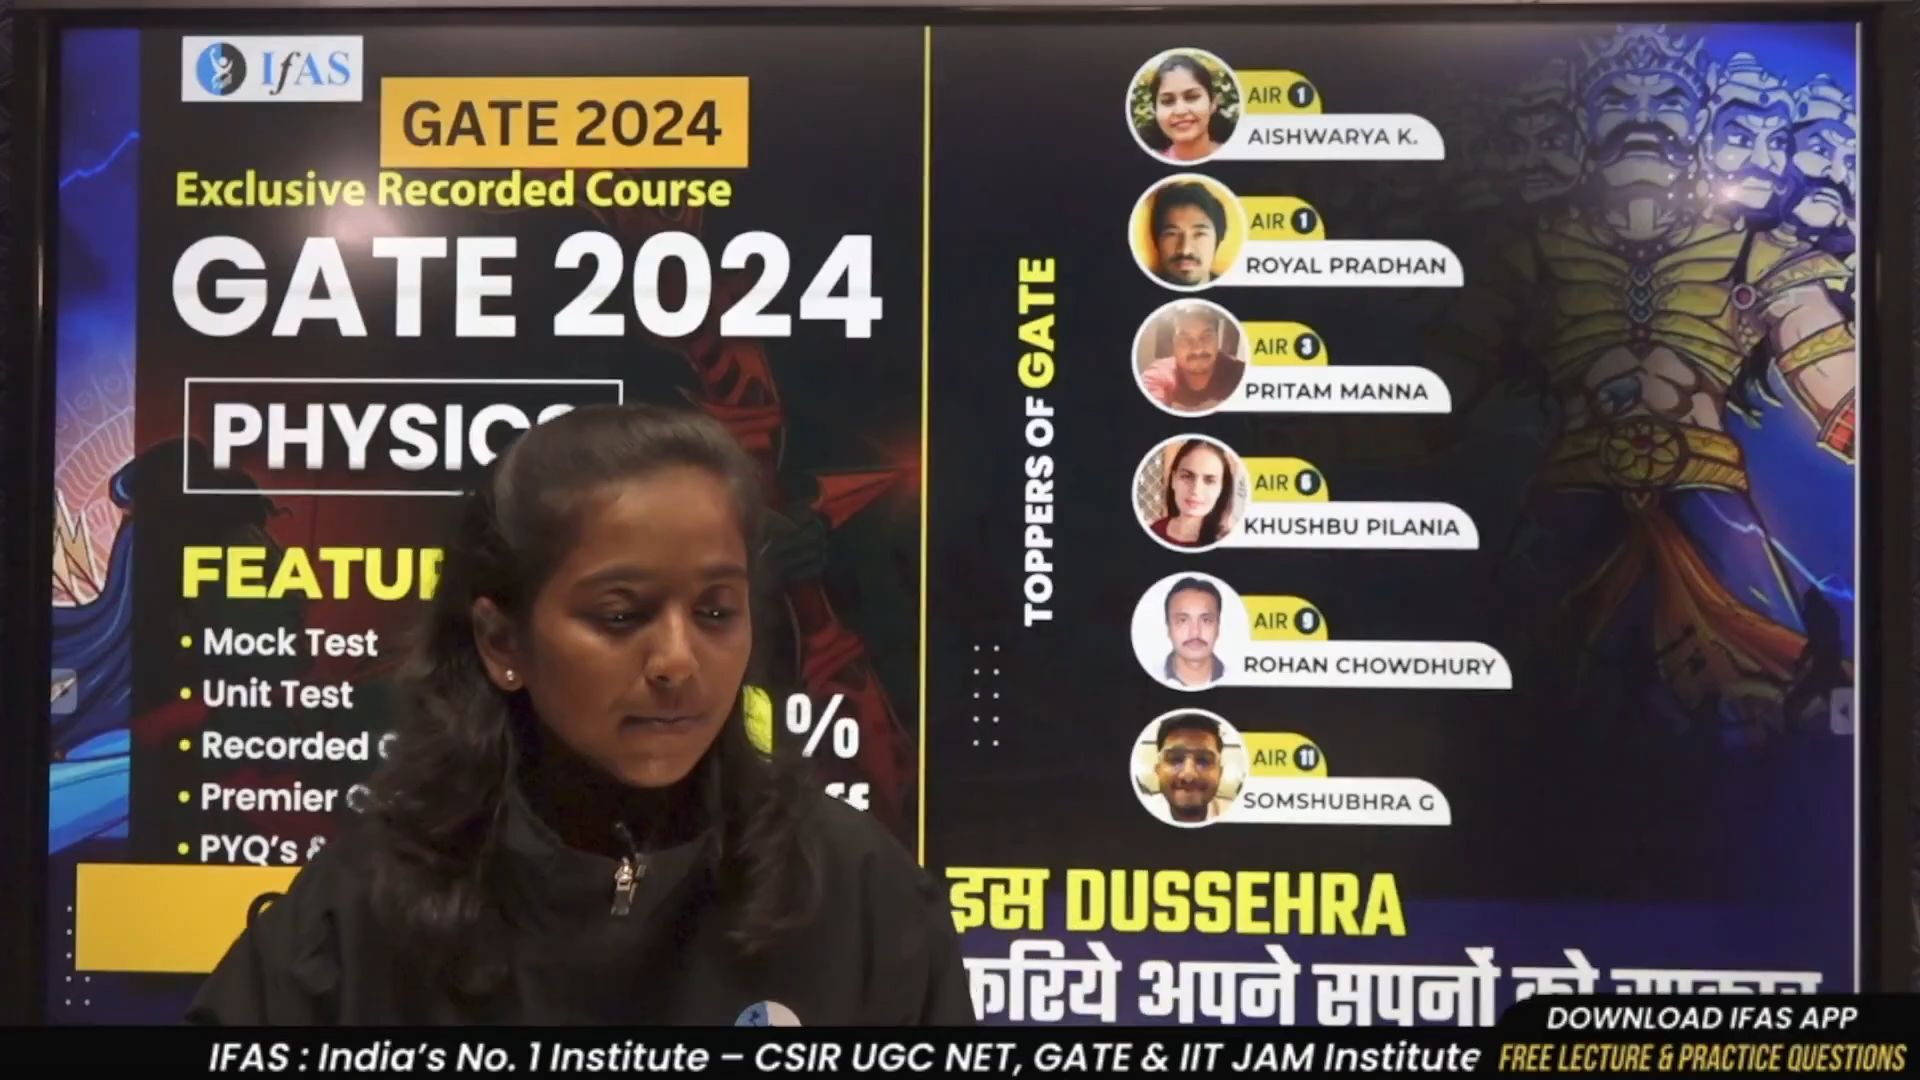 IfAS
GATE 2024
Exclusive Recorded Course
GATE 2024
PHYSICS
• Mock Test
• Unit Test
• Recorded
• Premier
• PYQ's &
%
TOPPERS OF GATE
AIR 1
AISHWARYA K.
AIR 1
ROYAL PRADHAN
AIR 3
PRITAM MANNA
AIR 6
KHUSHBU PILANIA
AIR 9
ROHAN CHOWDHURY
AIR 11
SOMSHUBHRA G
इस DUSSEHRA
करिये अपने सपनों को
DOWNLOAD IFAS APP
IFAS : India's No. 1 Institute – CSIR UGC NET, GATE & IIT JAM Institute
FREE LECTURE & PRACTICE QUESTIONS